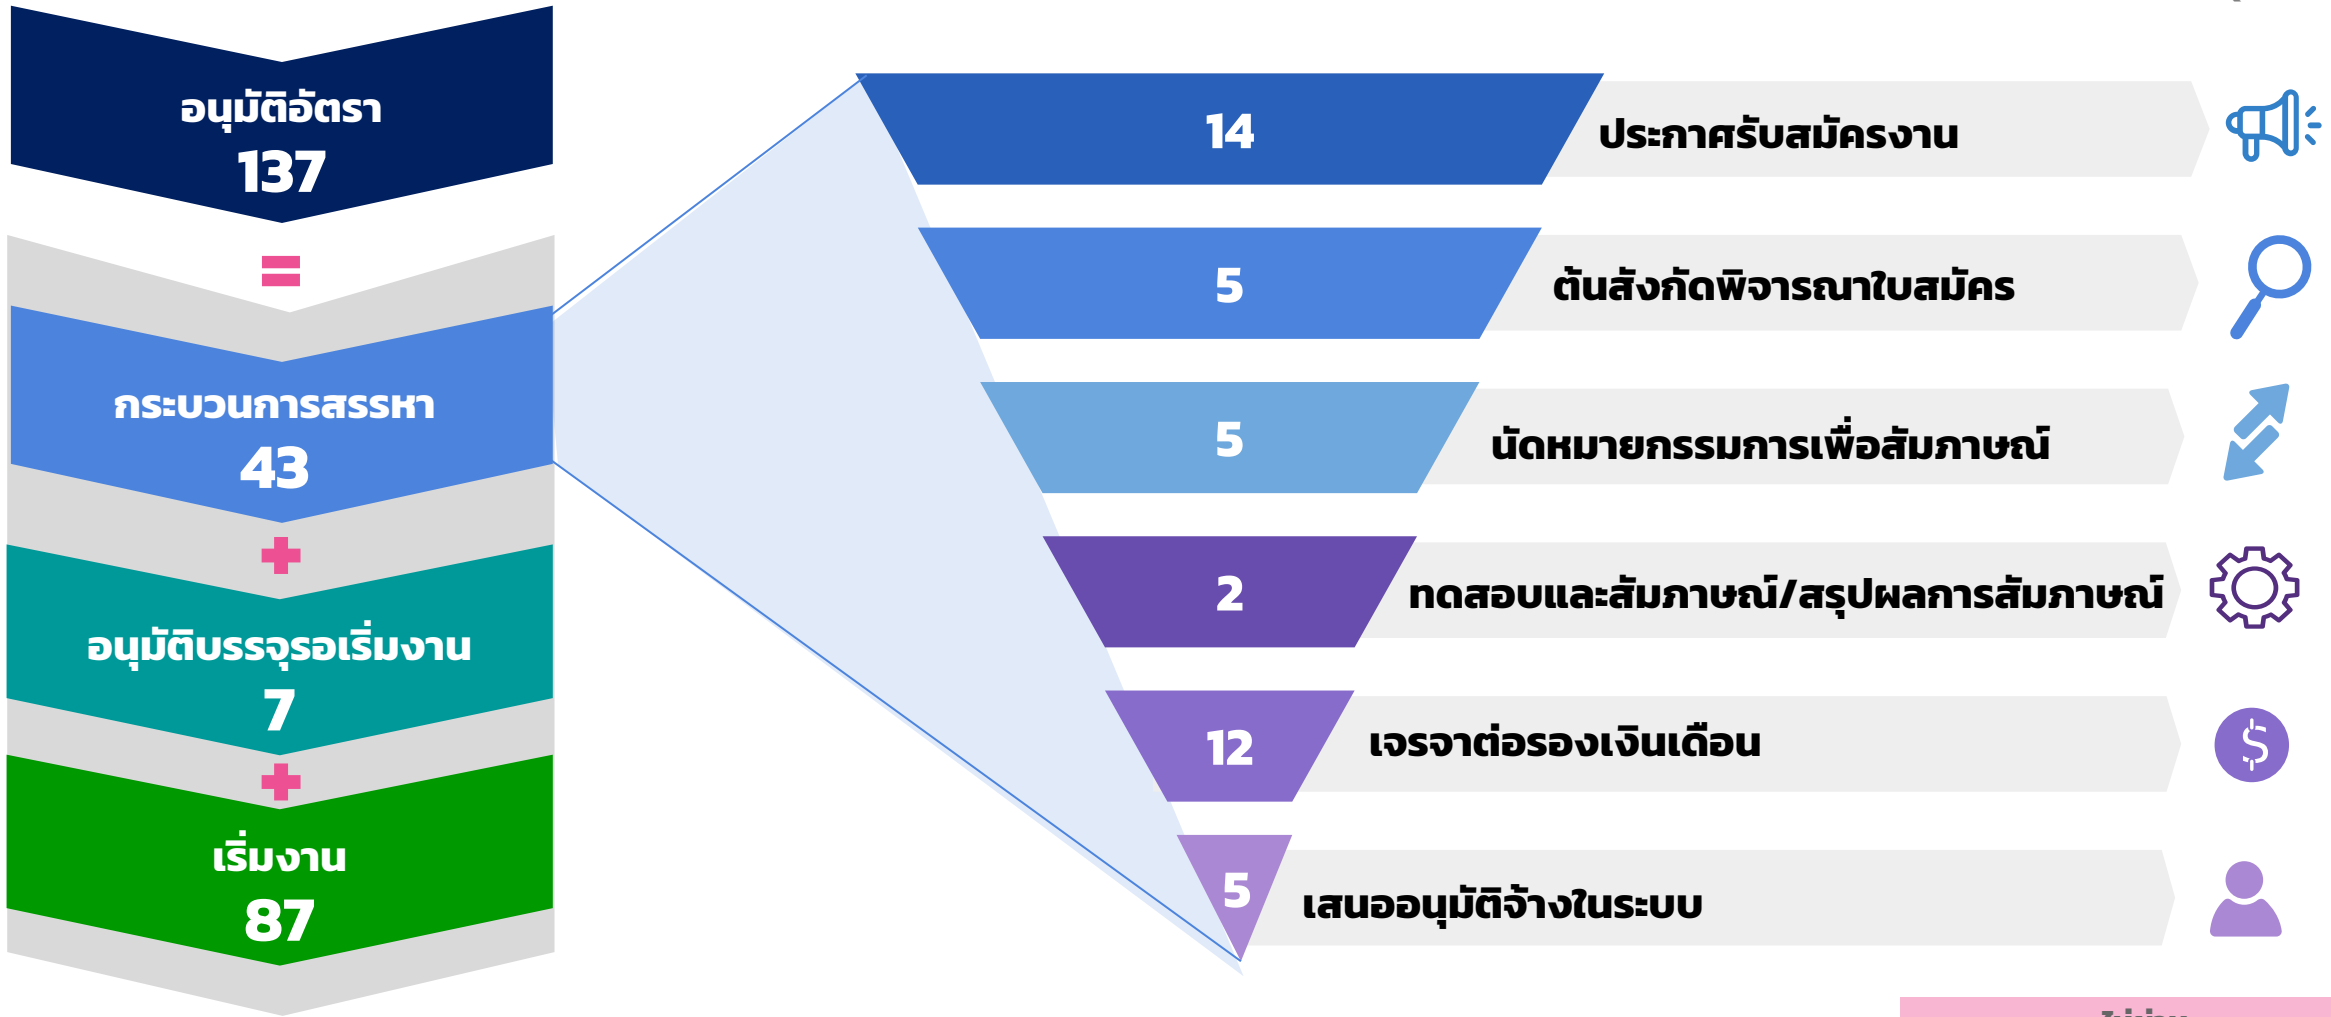 อนุมัติอัตรา
137
=
กระบวนการสรรหา
43
+
อนุมัติบรรจุรอเริ่มงาน
7
+
เริ่มงาน
87
14
ประกาศรับสมัครงาน
5
ต้นสังกัดพิจารณาใบสมัคร
5
นัดหมายกรรมการเพื่อสัมภาษณ์
2
ทดสอบและสัมภาษณ์/สรุปผลการสัมภาษณ์
12
เจรจาต่อรองเงินเดือน
$
5
เสนออนุมัติจ้างในระบบ